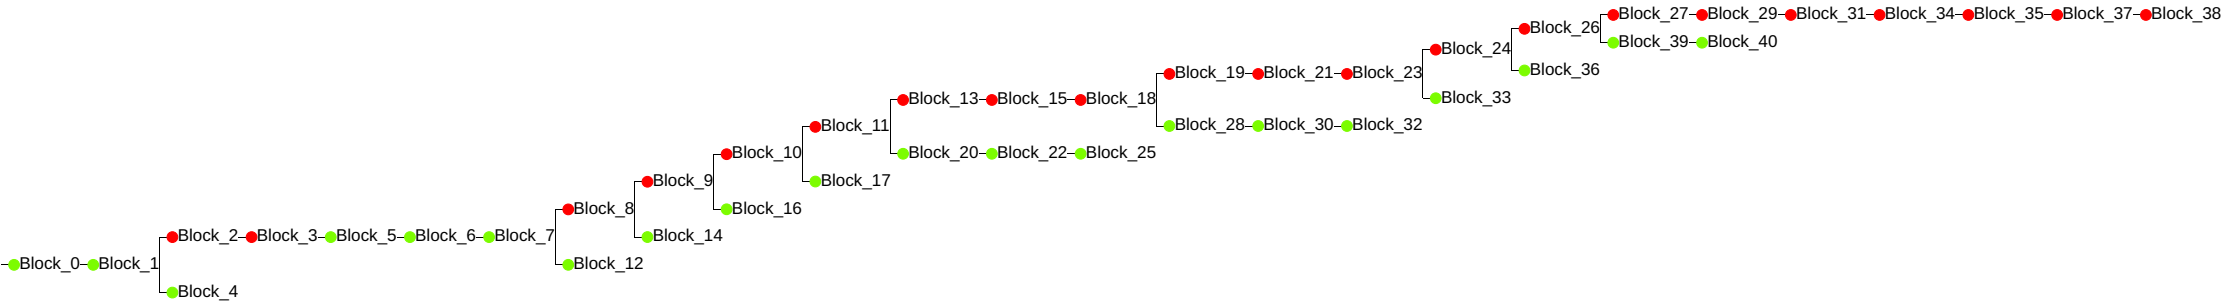 Block_27 Block_29 Block_31 Block_34 Block_35 Block_37 Block_38
Block_26
Block_39 Block_40
Block_24
Block_36
Block_19 Block_21 Block_23
Block_13 Block_15 Block_18
Block_33
Block_11
Block_28 Block_30 Block_32
Block_10
Block_20 Block_22 Block_25
Block_9
Block_17
Block_8
Block_16
Block_2 Block_3 Block_5 Block_6 Block_7
Block_14
Block_0 Block_1
Block_12
Block_4